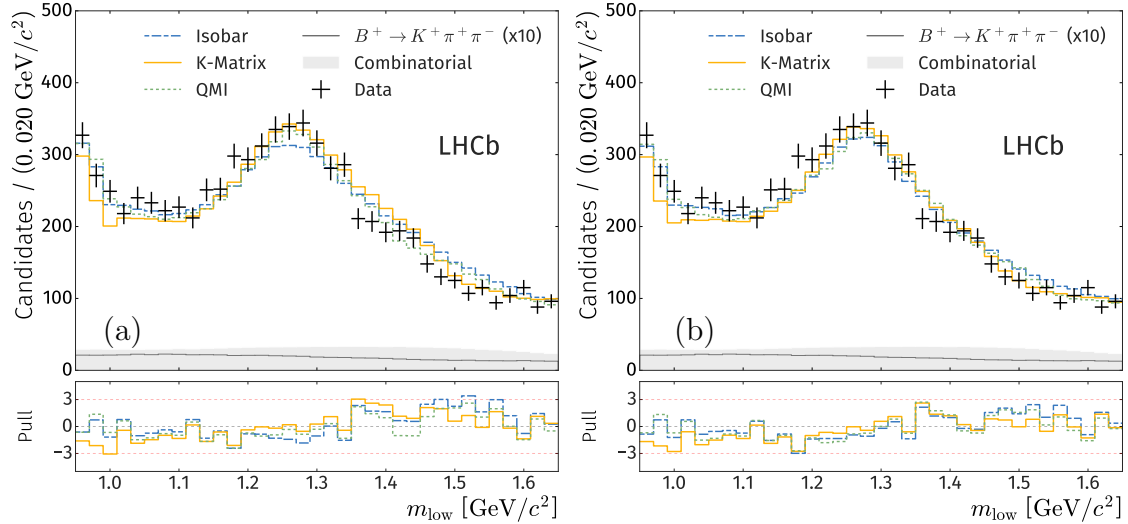 Candidates / (0.020 GeV/c²)
500
400
300
200
100
0
Isobar
K-Matrix
QMI
B⁺ → K⁺π⁺π⁻ (x10)
Combinatorial
Data
LHCb
(a)
Pull
3
0
−3
1.0 1.1 1.2 1.3 1.4 1.5 1.6
m_low [GeV/c²]
Candidates / (0.020 GeV/c²)
500
400
300
200
100
0
Isobar
K-Matrix
QMI
B⁺ → K⁺π⁺π⁻ (x10)
Combinatorial
Data
LHCb
(b)
Pull
3
0
−3
1.0 1.1 1.2 1.3 1.4 1.5 1.6
m_low [GeV/c²]